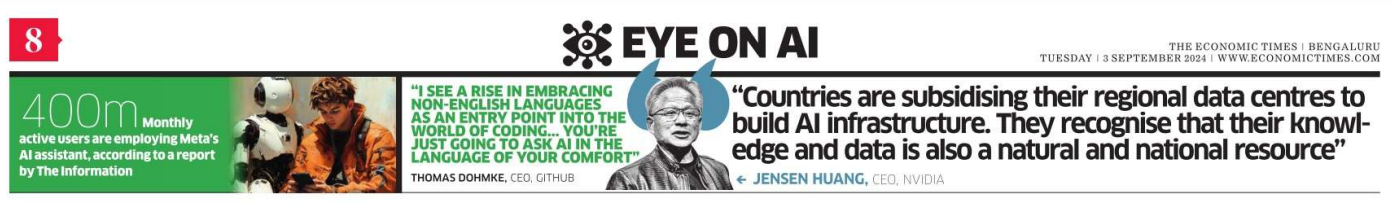 8
EYE ON AI
THE ECONOMIC TIMES | BENGALURU
TUESDAY | 3 SEPTEMBER 2024 | WWW.ECONOMICTIMES.COM
400m Monthly
active users are employing Meta's
AI assistant, according to a report
by The Information
“I SEE A RISE IN EMBRACING
NON-ENGLISH LANGUAGES
AS AN ENTRY POINT INTO THE
WORLD OF CODING... YOU’RE
JUST GOING TO ASK AI IN THE
LANGUAGE OF YOUR COMFORT”
THOMAS DOHMKE, CEO, GITHUB
“Countries are subsidising their regional data centres to
build AI infrastructure. They recognise that their knowl-
edge and data is also a natural and national resource”
← JENSEN HUANG, CEO, NVIDIA